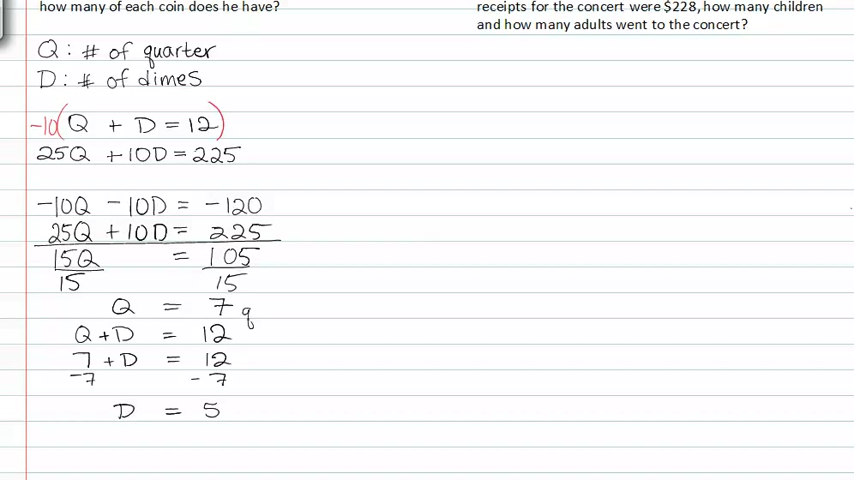 how many of each coin does he have?
receipts for the concert were $228, how many children
and how many adults went to the concert?
Q : # of quarter
D : # of dimes
-10(Q + D = 12)
25Q + 10D = 225
-10Q - 10D = -120
25Q + 10D = 225
15Q = 105
15 15
Q = 7 q
Q + D = 12
7 + D = 12
-7 -7
D = 5